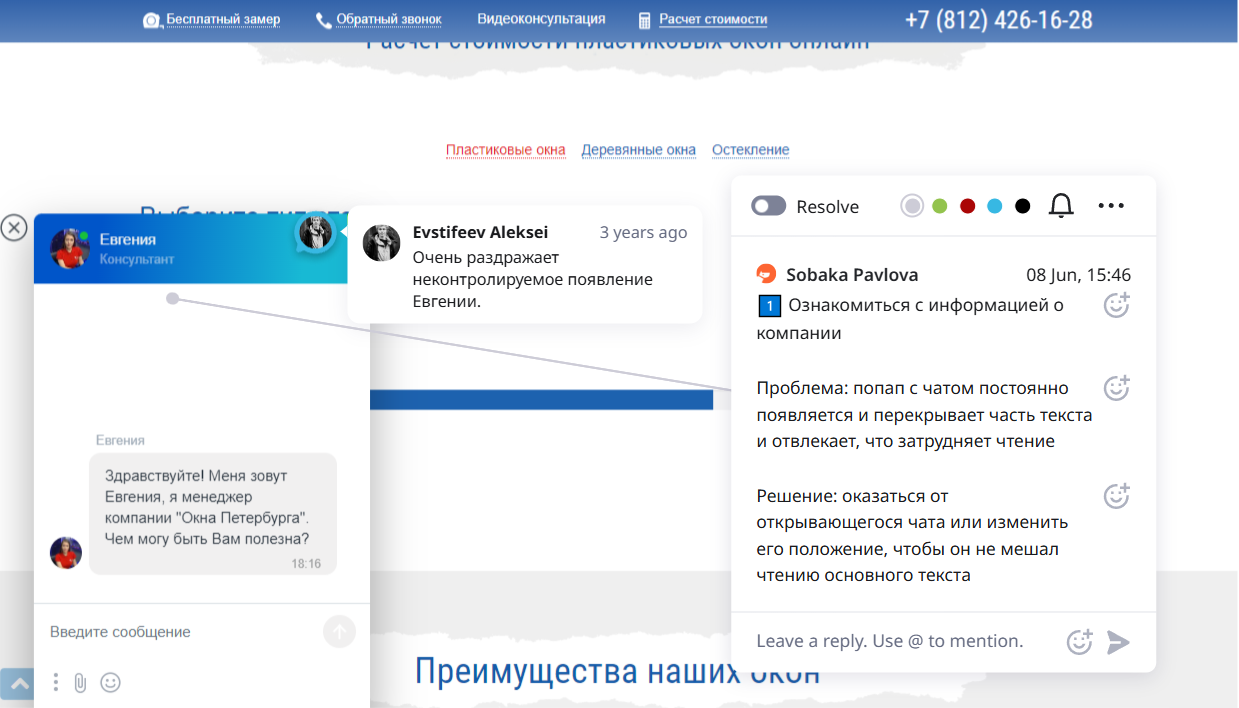 Бесплатный замер
Обратный звонок
Видеоконсультация
Расчет стоимости
+7 (812) 426-16-28
Расчет стоимости пластиковых окон онлайн
Пластиковые окна
Деревянные окна
Остекление
Выберите
Евгения
Консультант
Evstifeev Aleksei
3 years ago
Очень раздражает
неконтролируемое появление
Евгении.
Resolve
Sobaka Pavlova
08 Jun, 15:46
1 Ознакомиться с информацией о
компании
Проблема: попап с чатом постоянно
появляется и перекрывает часть текста
и отвлекает, что затрудняет чтение
Решение: оказаться от
открывающегося чата или изменить
его положение, чтобы он не мешал
чтению основного текста
Leave a reply. Use @ to mention.
Евгения
Здравствуйте! Меня зовут
Евгения, я менеджер
компании "Окна Петербурга".
Чем могу быть Вам полезна?
18:16
Введите сообщение
Преимущества наших окон